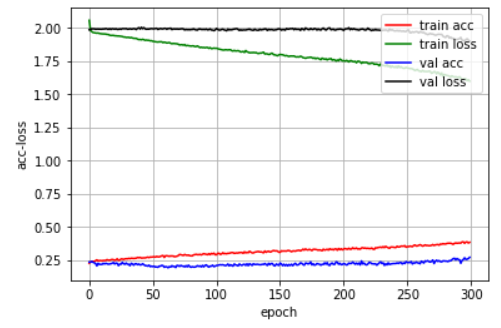 2.00
1.75
1.50
1.25
1.00
0.75
0.50
0.25
acc-loss
0
50
100
150
200
250
300
epoch
train acc
train loss
val acc
val loss